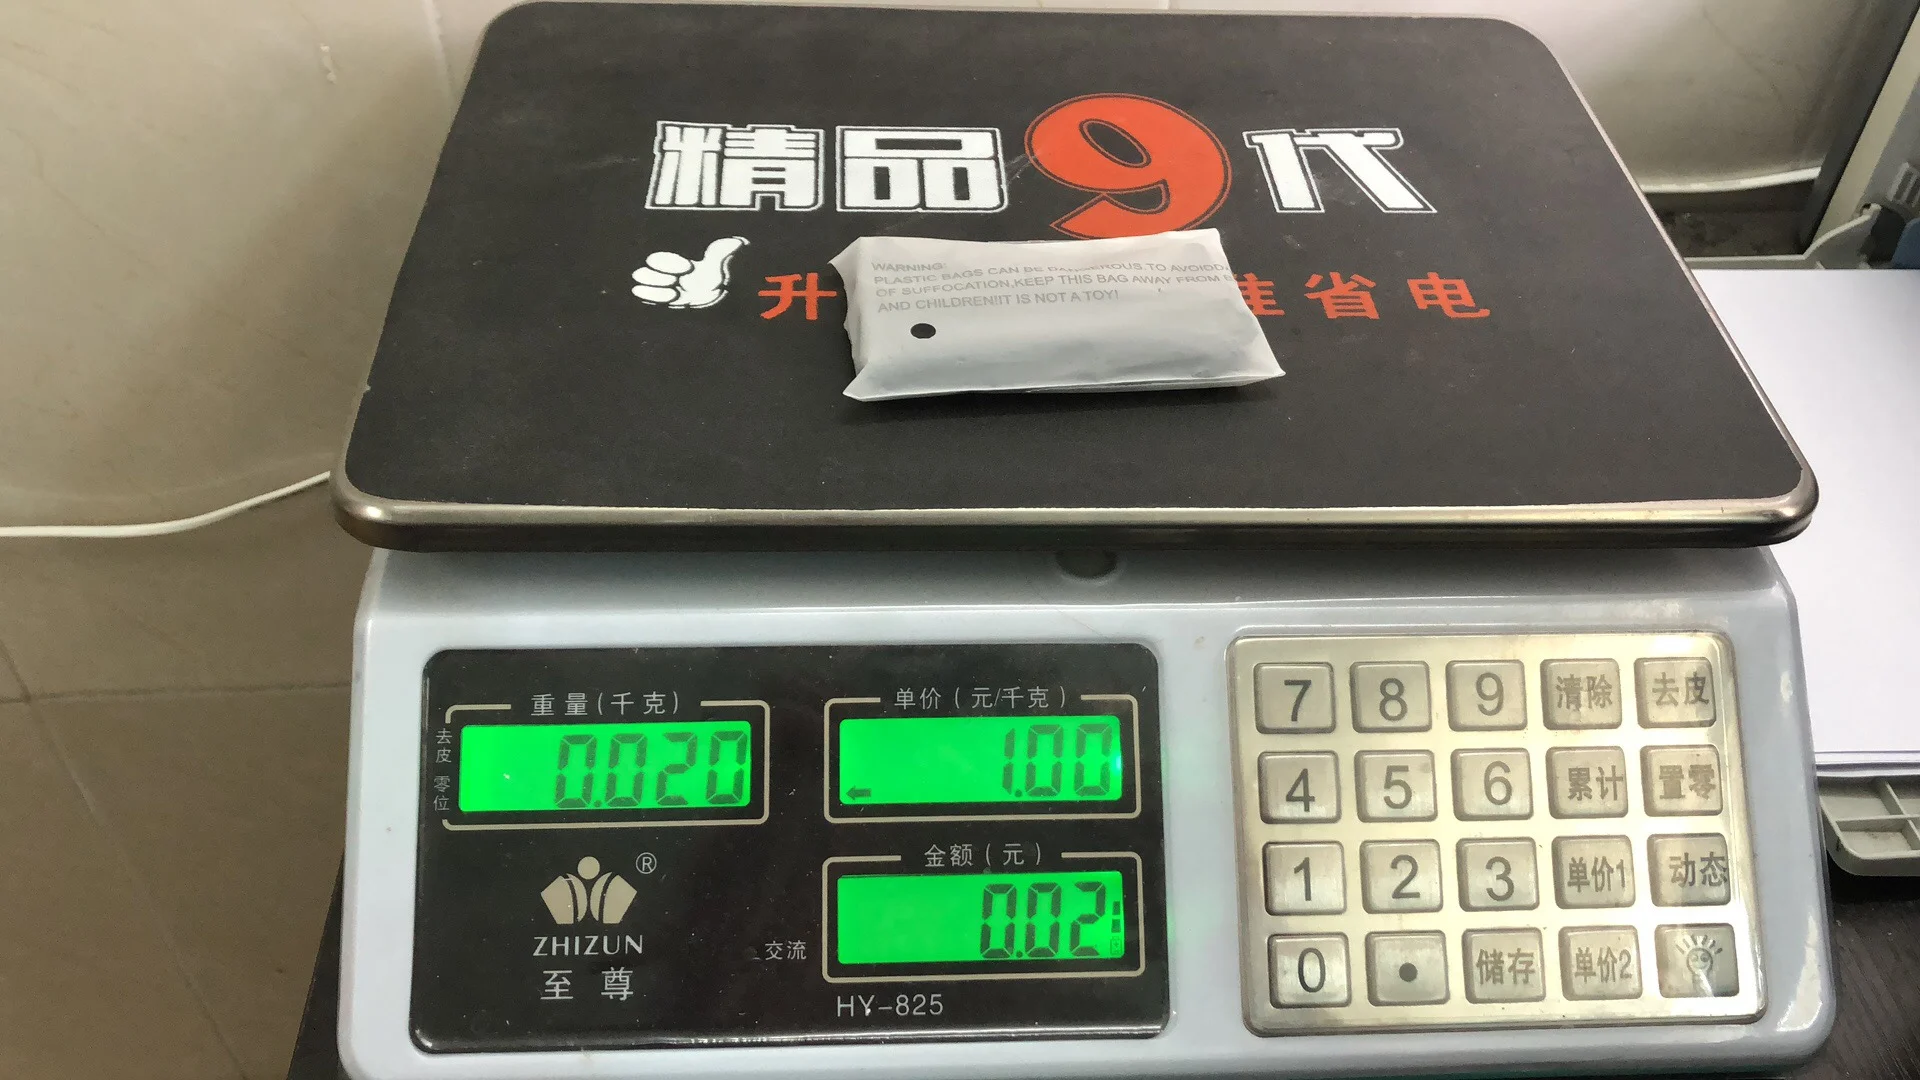 精品9代
升 准省电
WARNING:
PLASTIC BAGS CAN BE DANGEROUS.TO AVOIDD
OF SUFFOCATION,KEEP THIS BAG AWAY FROM B
AND CHILDREN!IT IS NOT A TOY!
重量(千克)
去皮
零位
0.020
单价(元/千克)
1.00
金额(元)
0.02
交流
ZHIZUN®
至尊
HY-825
7 8 9 清除 去皮
4 5 6 累计 置零
1 2 3 单价1 动态
0 . 储存 单价2